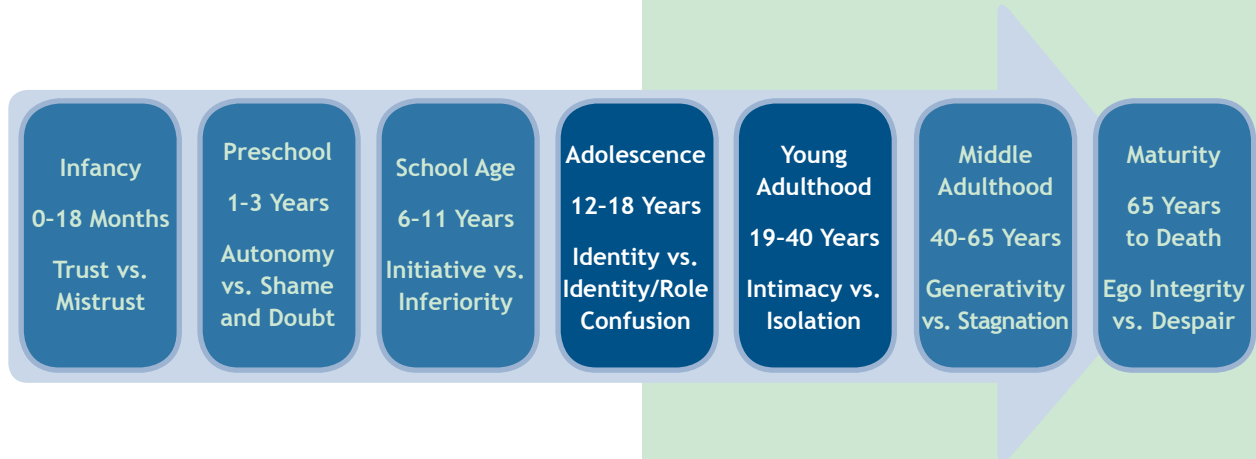 Infancy
0–18 Months
Trust vs.
Mistrust
Preschool
1–3 Years
Autonomy
vs. Shame
and Doubt
School Age
6–11 Years
Initiative vs.
Inferiority
Adolescence
12–18 Years
Identity vs.
Identity/Role
Confusion
Young
Adulthood
19–40 Years
Intimacy vs.
Isolation
Middle
Adulthood
40–65 Years
Generativity
vs. Stagnation
Maturity
65 Years
to Death
Ego Integrity
vs. Despair